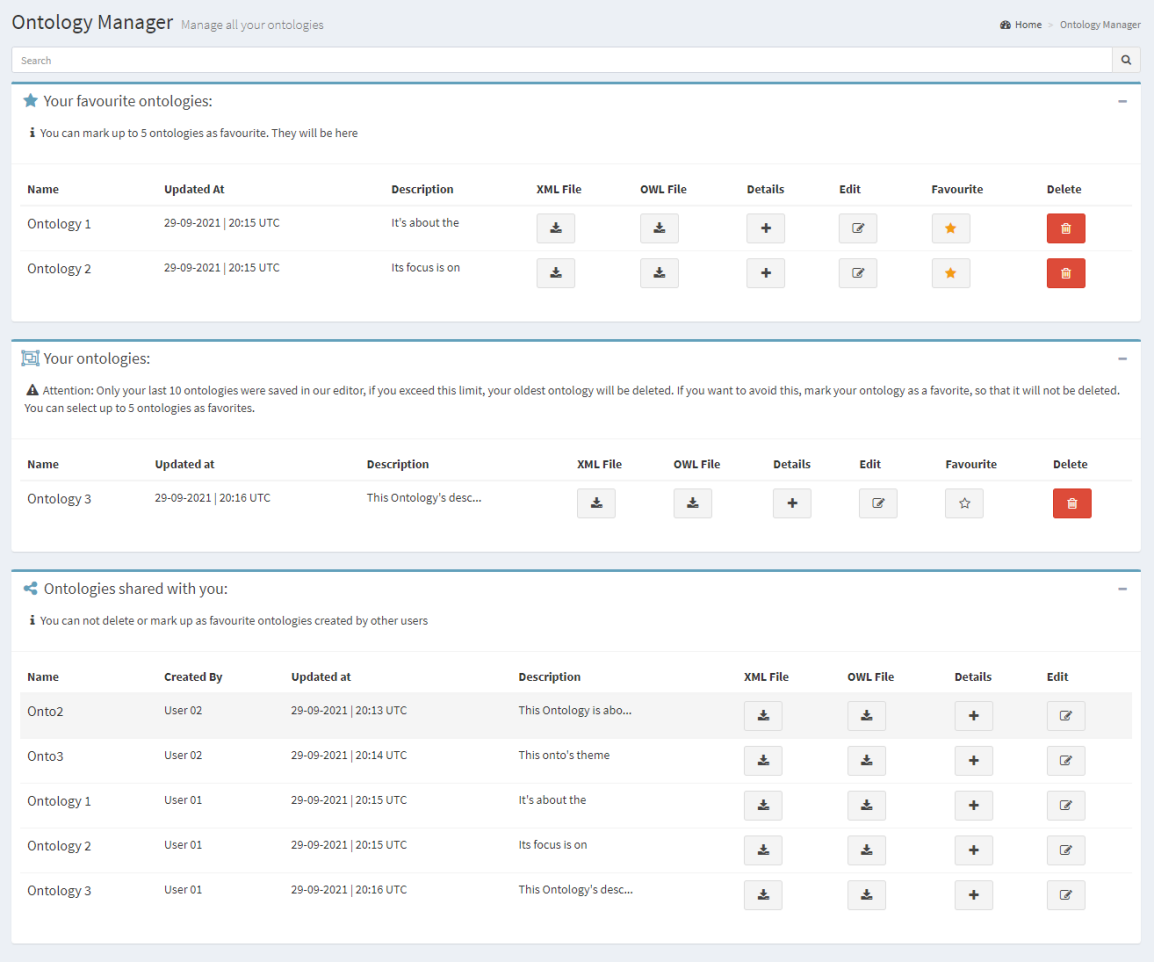 Ontology Manager Manage all your ontologies
Home > Ontology Manager
Search
Your favourite ontologies:
You can mark up to 5 ontologies as favourite. They will be here
Name Updated At Description XML File OWL File Details Edit Favourite Delete
Ontology 1 29-09-2021 | 20:15 UTC It's about the
Ontology 2 29-09-2021 | 20:15 UTC Its focus is on
Your ontologies:
Attention: Only your last 10 ontologies were saved in our editor, if you exceed this limit, your oldest ontology will be deleted. If you want to avoid this, mark your ontology as a favorite, so that it will not be deleted.
You can select up to 5 ontologies as favorites.
Name Updated at Description XML File OWL File Details Edit Favourite Delete
Ontology 3 29-09-2021 | 20:16 UTC This Ontology's desc...
Ontologies shared with you:
You can not delete or mark up as favourite ontologies created by other users
Name Created By Updated at Description XML File OWL File Details Edit
Onto2 User 02 29-09-2021 | 20:13 UTC This Ontology is abo...
Onto3 User 02 29-09-2021 | 20:14 UTC This onto's theme
Ontology 1 User 01 29-09-2021 | 20:15 UTC It's about the
Ontology 2 User 01 29-09-2021 | 20:15 UTC Its focus is on
Ontology 3 User 01 29-09-2021 | 20:16 UTC This Ontology's desc...